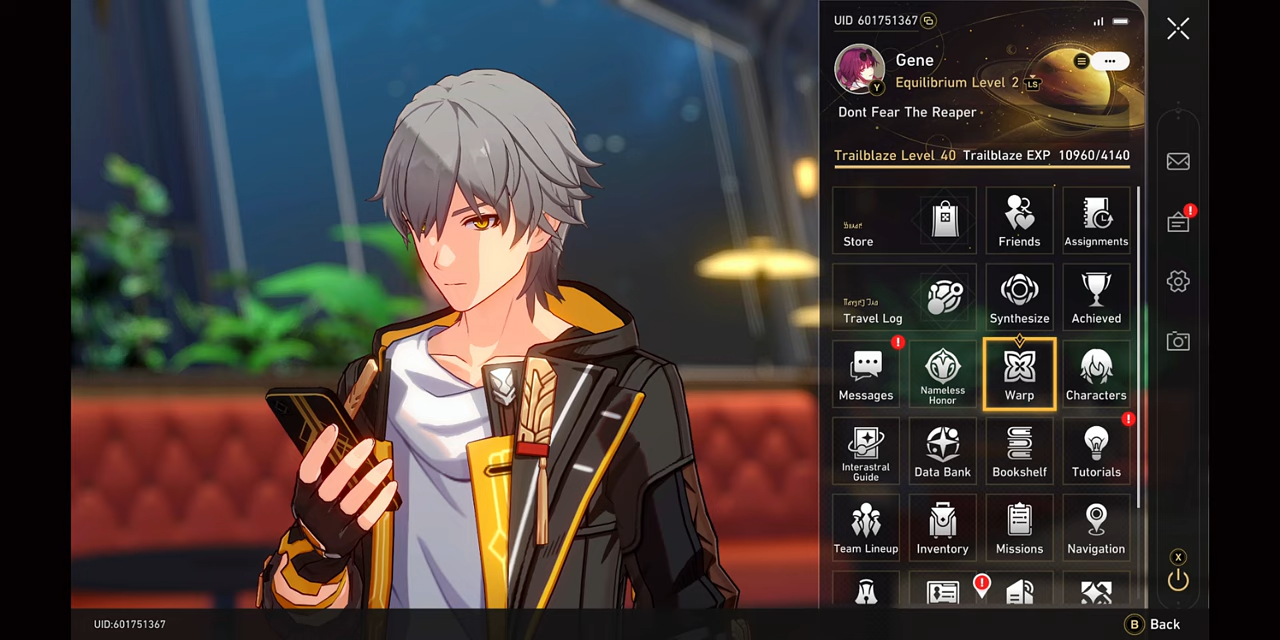 UID 601751367
Gene
Y
Equilibrium Level 2
LS
Dont Fear The Reaper
Trailblaze Level 40 Trailblaze EXP 10960/4140
Store
Friends
Assignments
Travel Log
Synthesize
Achieved
Messages
Nameless
Honor
Warp
Characters
Interastral
Guide
Data Bank
Bookshelf
Tutorials
Team Lineup
Inventory
Missions
Navigation
X
UID:601751367
B Back